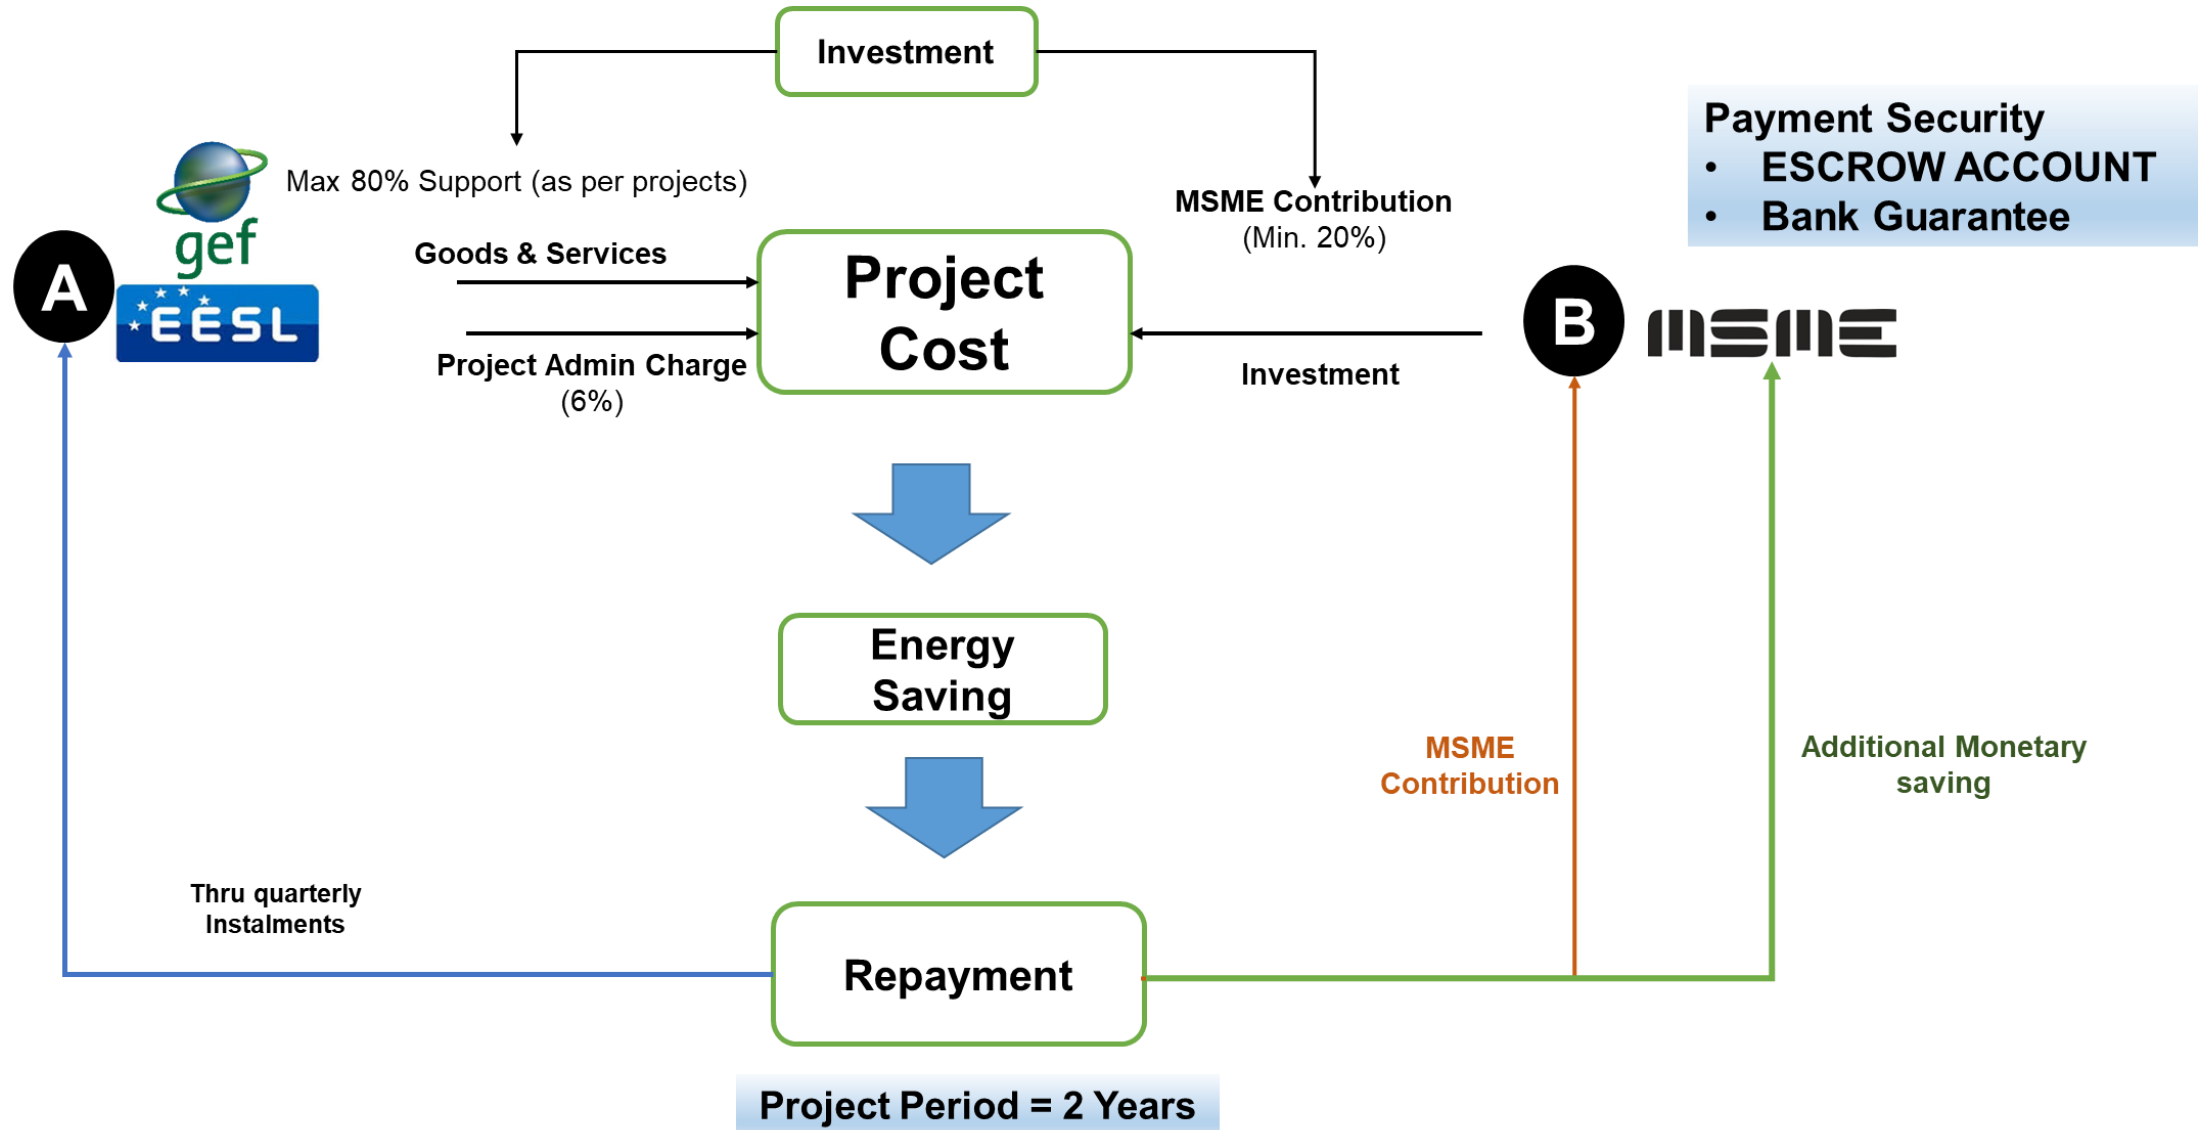 Investment
Payment Security
• ESCROW ACCOUNT
• Bank Guarantee
Max 80% Support (as per projects)
MSME Contribution
(Min. 20%)
gef
A
EESL
Goods & Services
Project
Cost
Project Admin Charge
(6%)
Investment
B
MSME
Energy
Saving
MSME
Contribution
Additional Monetary
saving
Thru quarterly
Instalments
Repayment
Project Period = 2 Years